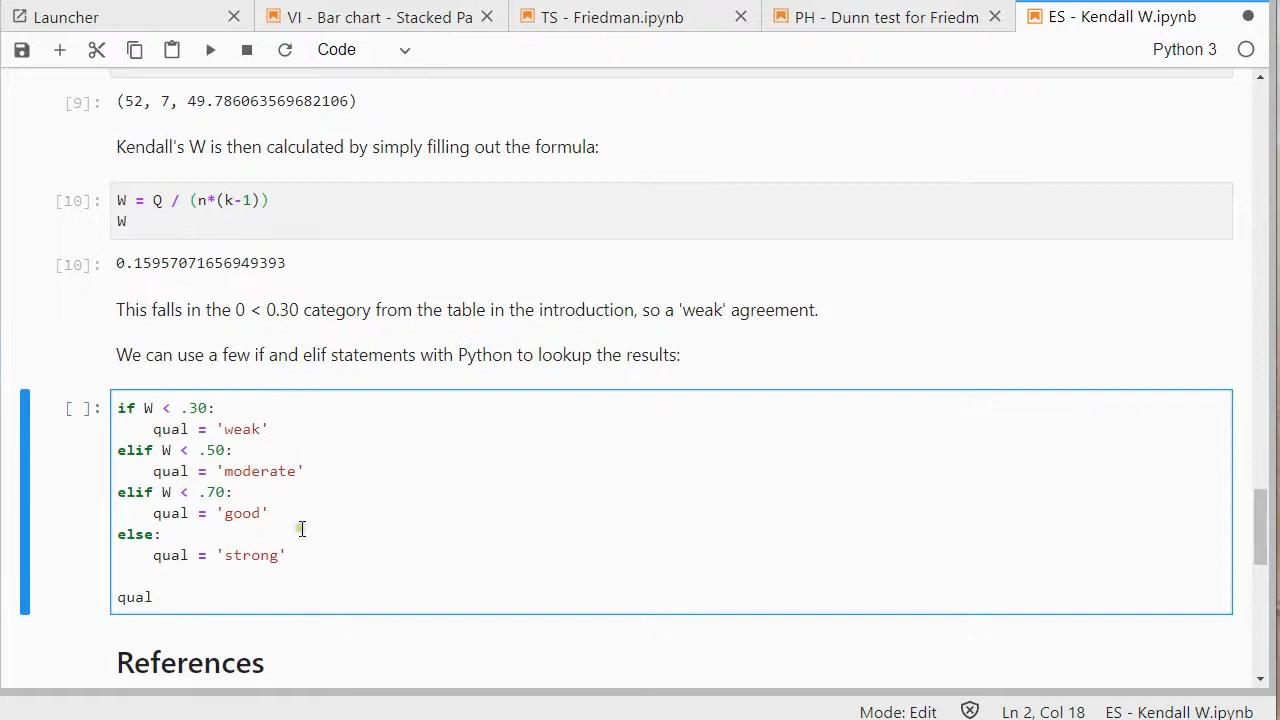 Launcher
VI - Bar chart - Stacked Pa
TS - Friedman.ipynb
PH - Dunn test for Friedm
ES - Kendall W.ipynb
Code
Python 3
[9]: (52, 7, 49.786063569682106)
Kendall's W is then calculated by simply filling out the formula:
[10]: W = Q / (n*(k-1))
W
[10]: 0.15957071656949393
This falls in the 0 < 0.30 category from the table in the introduction, so a 'weak' agreement.
We can use a few if and elif statements with Python to lookup the results:
[ ]: if W < .30:
qual = 'weak'
elif W < .50:
qual = 'moderate'
elif W < .70:
qual = 'good'
else:
qual = 'strong'
qual
References
Mode: Edit
Ln 2, Col 18
ES - Kendall W.ipynb